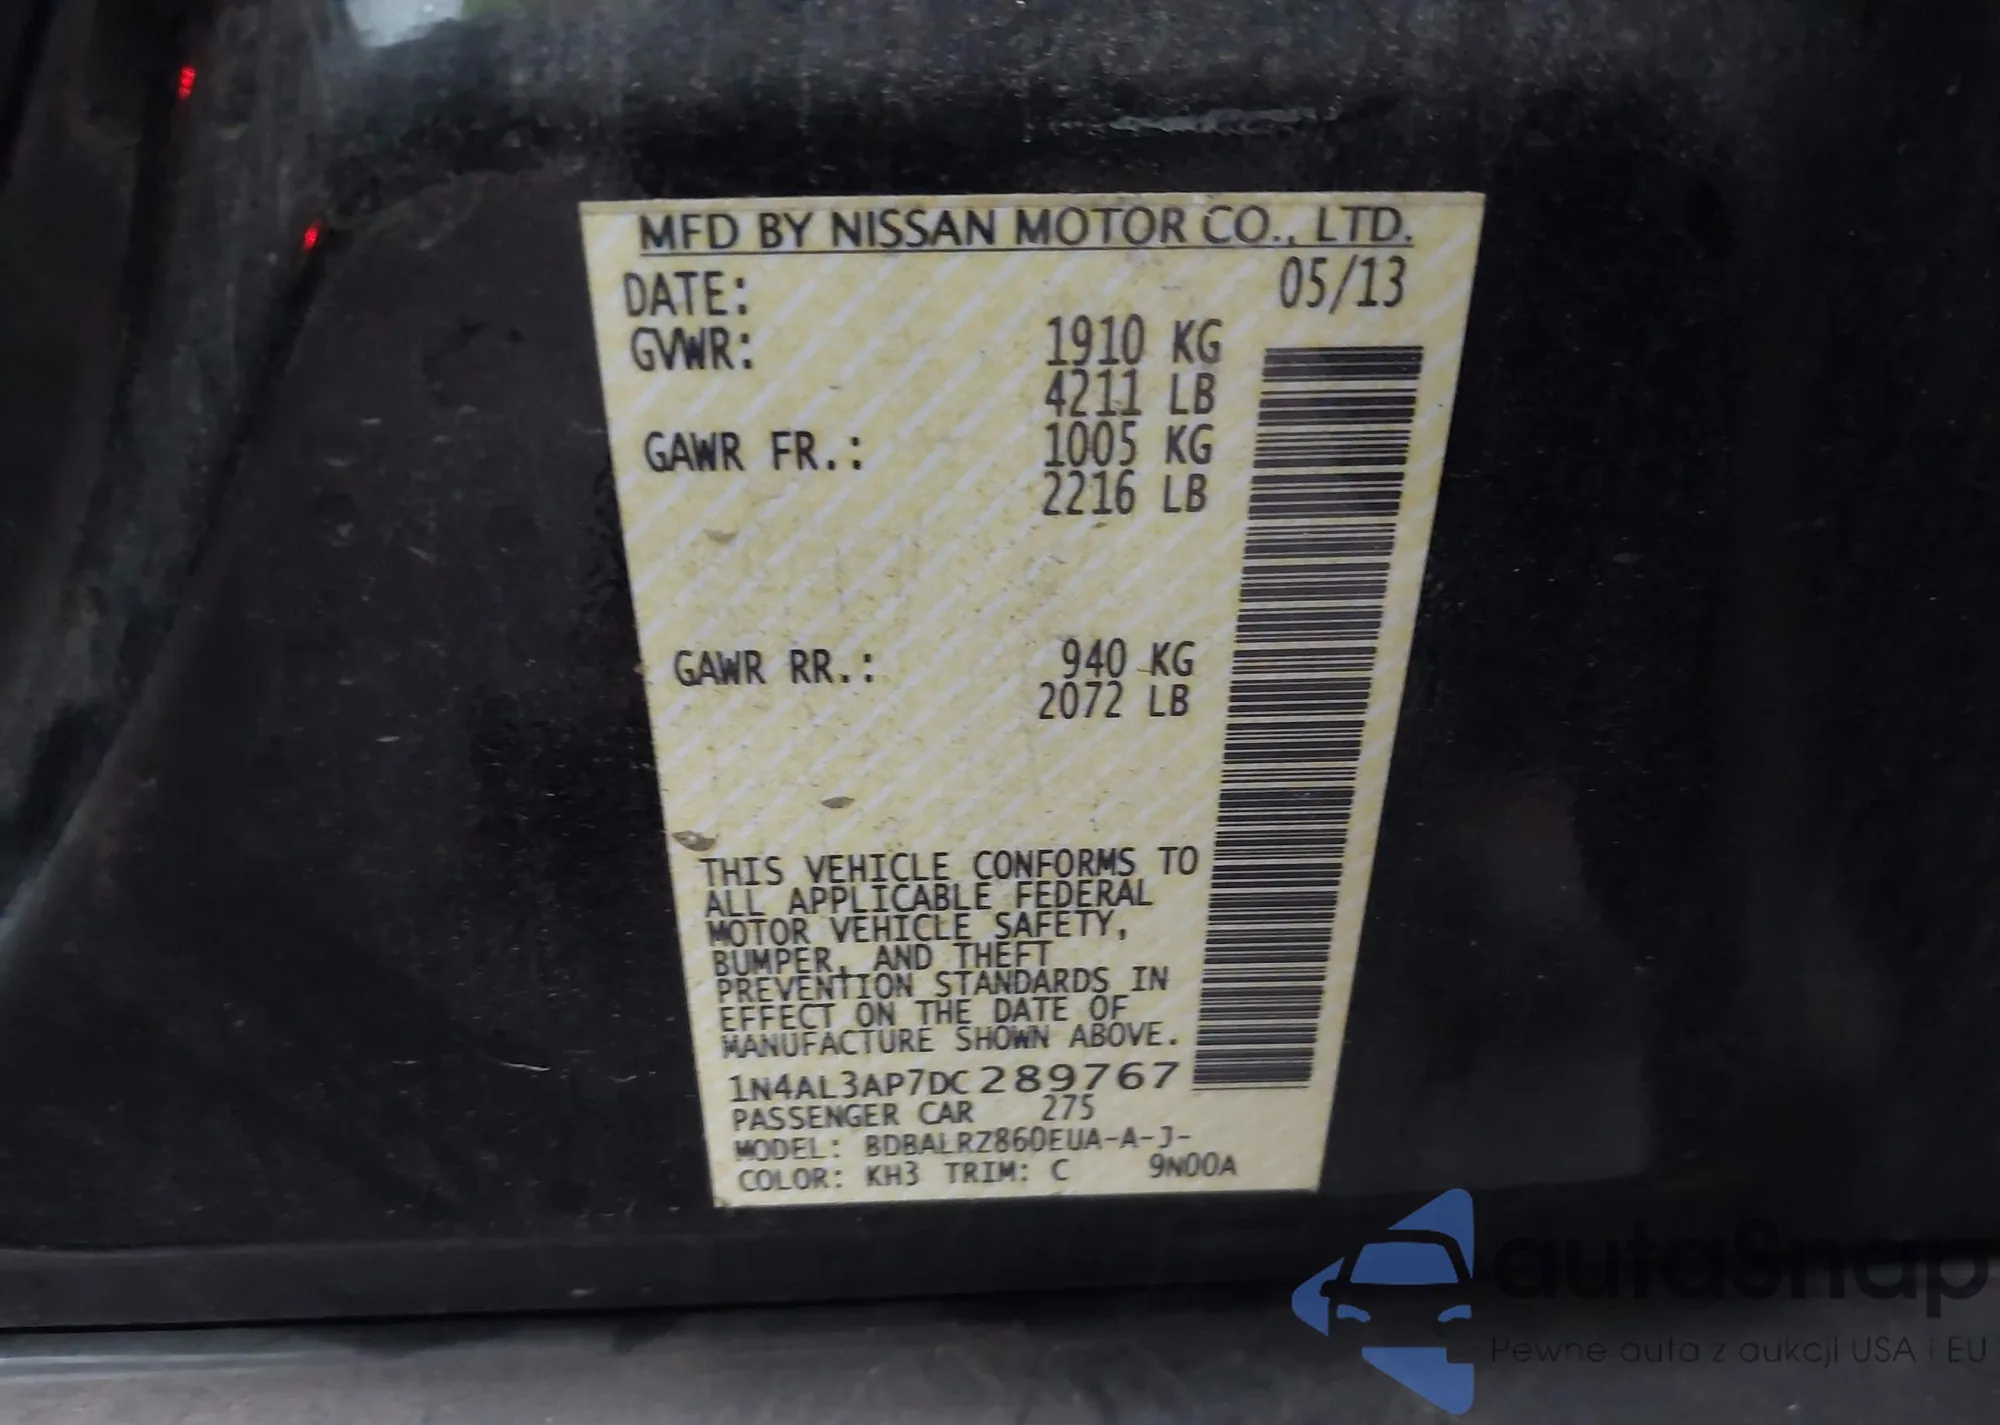 MFD BY NISSAN MOTOR CO., LTD.
DATE: 05/13
GVWR: 1910 KG
4211 LB
GAWR FR.: 1005 KG
2216 LB
GAWR RR.: 940 KG
2072 LB
THIS VEHICLE CONFORMS TO
ALL APPLICABLE FEDERAL
MOTOR VEHICLE SAFETY,
BUMPER, AND THEFT
PREVENTION STANDARDS IN
EFFECT ON THE DATE OF
MANUFACTURE SHOWN ABOVE.
1N4AL3AP7DC289767
PASSENGER CAR 275
MODEL: BDBALRZ860EUA-A-J-
COLOR: KH3 TRIM: C 9N00A
autaSnap
Pewne auta z aukcji USA i EU